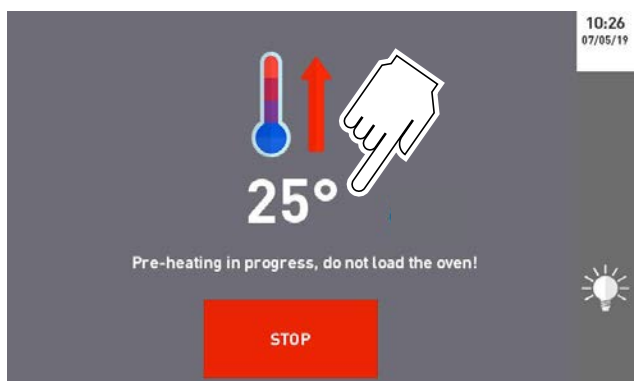 10:26
07/05/19
25°
Pre-heating in progress, do not load the oven!
STOP